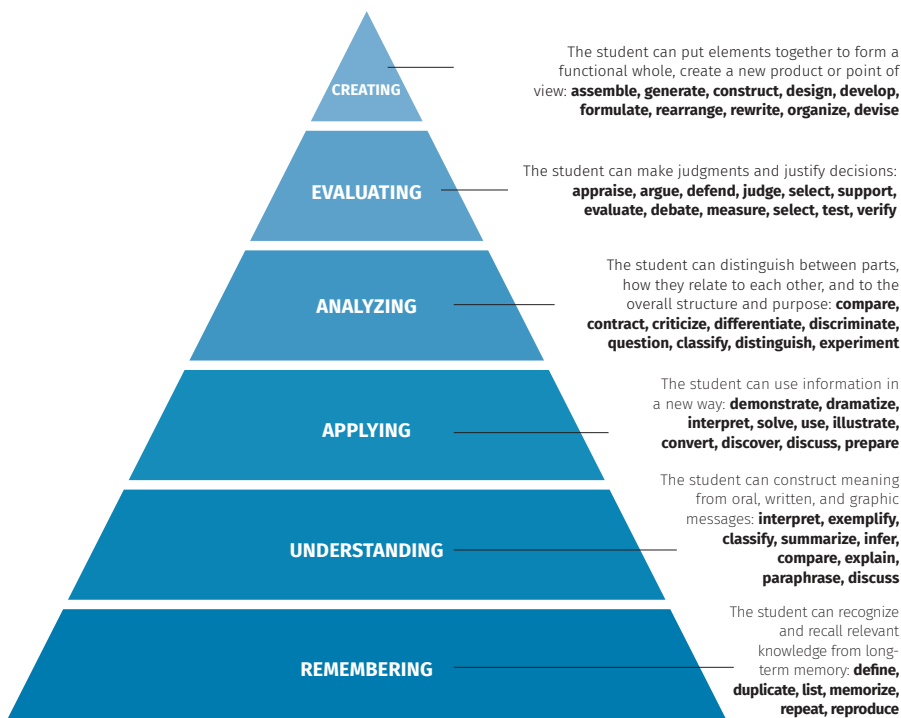 CREATING
The student can put elements together to form a
functional whole, create a new product or point of
view: assemble, generate, construct, design, develop,
formulate, rearrange, rewrite, organize, devise
EVALUATING
The student can make judgments and justify decisions:
appraise, argue, defend, judge, select, support,
evaluate, debate, measure, select, test, verify
ANALYZING
The student can distinguish between parts,
how they relate to each other, and to the
overall structure and purpose: compare,
contract, criticize, differentiate, discriminate,
question, classify, distinguish, experiment
APPLYING
The student can use information in
a new way: demonstrate, dramatize,
interpret, solve, use, illustrate,
convert, discover, discuss, prepare
UNDERSTANDING
The student can construct meaning
from oral, written, and graphic
messages: interpret, exemplify,
classify, summarize, infer,
compare, explain,
paraphrase, discuss
REMEMBERING
The student can recognize
and recall relevant
knowledge from long-
term memory: define,
duplicate, list, memorize,
repeat, reproduce